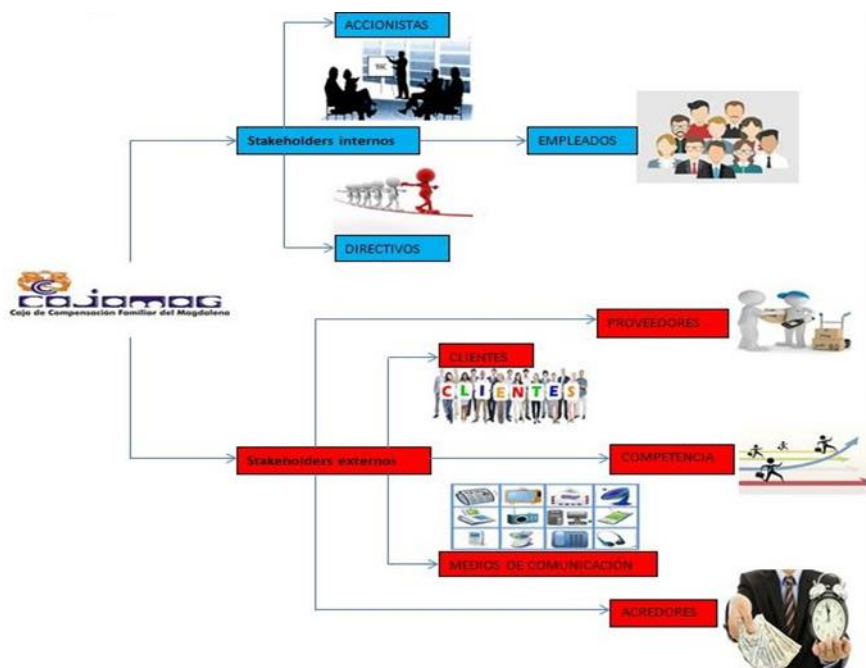 ACCIONISTAS
Stakeholders internos
EMPLEADOS
DIRECTIVOS
cajamag
Caja de Compensación Familiar del Magdalena
PROVEEDORES
CLIENTES
CLIENTES
Stakeholders externos
COMPETENCIA
MEDIOS DE COMUNICACIÓN
ACREDORES